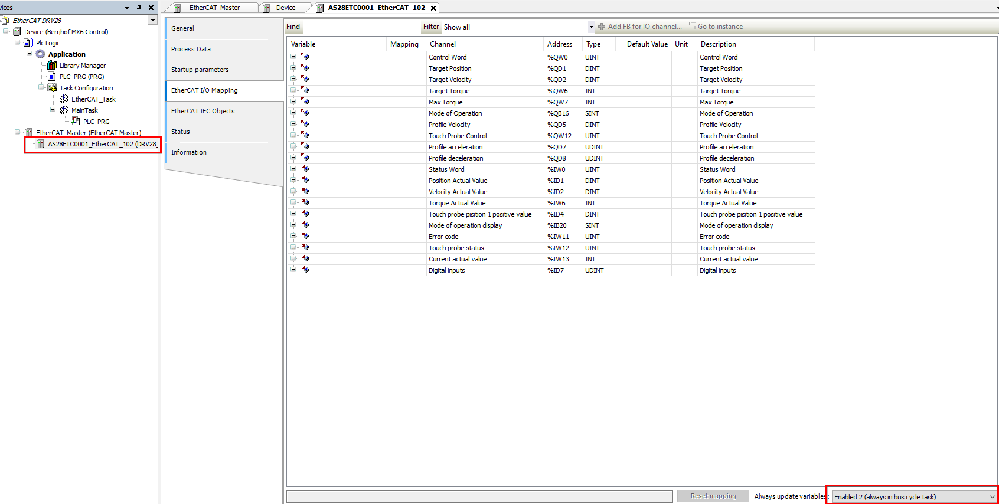 vices
EtherCAT DRV28
Device (Berghof MX6 Control)
Plc Logic
Application
Library Manager
PLC_PRG (PRG)
Task Configuration
EtherCAT_Task
MainTask
PLC_PRG
EtherCAT_Master (EtherCAT Master)
AS28ETC0001_EtherCAT_102 (DRV28_
EtherCAT_Master Device AS28ETC0001_EtherCAT_102
General
Process Data
Startup parameters
EtherCAT I/O Mapping
EtherCAT IEC Objects
Status
Information
Find Filter Show all Add FB for IO channel... Go to instance
Variable Mapping Channel Address Type Default Value Unit Description
Control Word %QW0 UINT Control Word
Target Position %QD1 DINT Target Position
Target Velocity %QD2 DINT Target Velocity
Target Torque %QW6 INT Target Torque
Max Torque %QW7 INT Max Torque
Mode of Operation %QB16 SINT Mode of Operation
Profile Velocity %QD5 DINT Profile Velocity
Touch Probe Control %QW12 UINT Touch Probe Control
Profile acceleration %QD7 UDINT Profile acceleration
Profile deceleration %QD8 UDINT Profile deceleration
Status Word %IW0 UINT Status Word
Position Actual Value %ID1 DINT Position Actual Value
Velocity Actual Value %ID2 DINT Velocity Actual Value
Torque Actual Value %IW6 INT Torque Actual Value
Touch probe pisition 1 positive value %ID4 DINT Touch probe pisition 1 positive value
Mode of operation display %IB20 SINT Mode of operation display
Error code %IW11 UINT Error code
Touch probe status %IW12 UINT Touch probe status
Current actual value %IW13 INT Current actual value
Digital inputs %ID7 UDINT Digital inputs
Reset mapping Always update variables: Enabled 2 (always in bus cycle task)